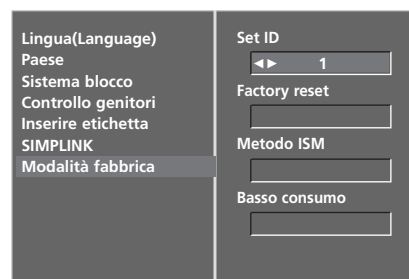 Lingua(Language)
Paese
Sistema blocco
Controllo genitori
Inserire etichetta
SIMPLINK
Modalità fabbrica
Set ID
◄► 1
Factory reset
Metodo ISM
Basso consumo